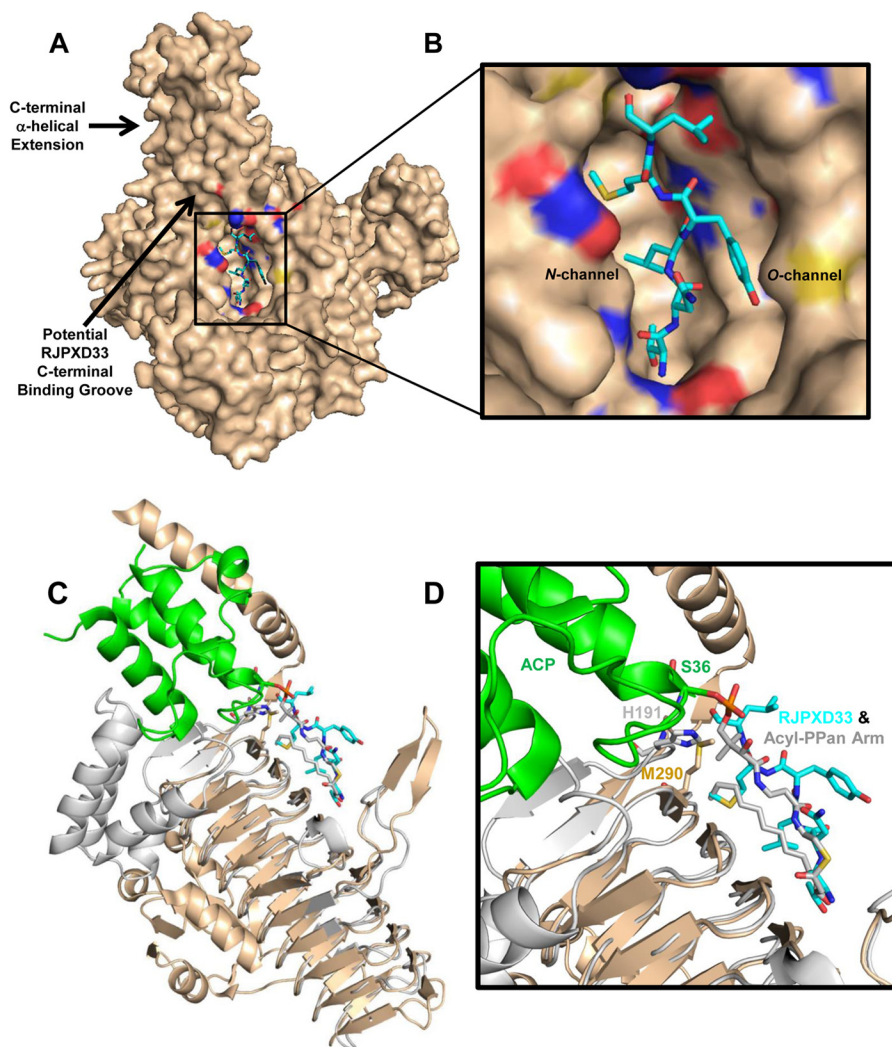 A
B
C-terminal
α-helical
Extension
N-channel
O-channel
Potential
RJPXD33
C-terminal
Binding Groove
C
D
ACP
S36
H191
RJPXD33 &
Acyl-PPan Arm
M290